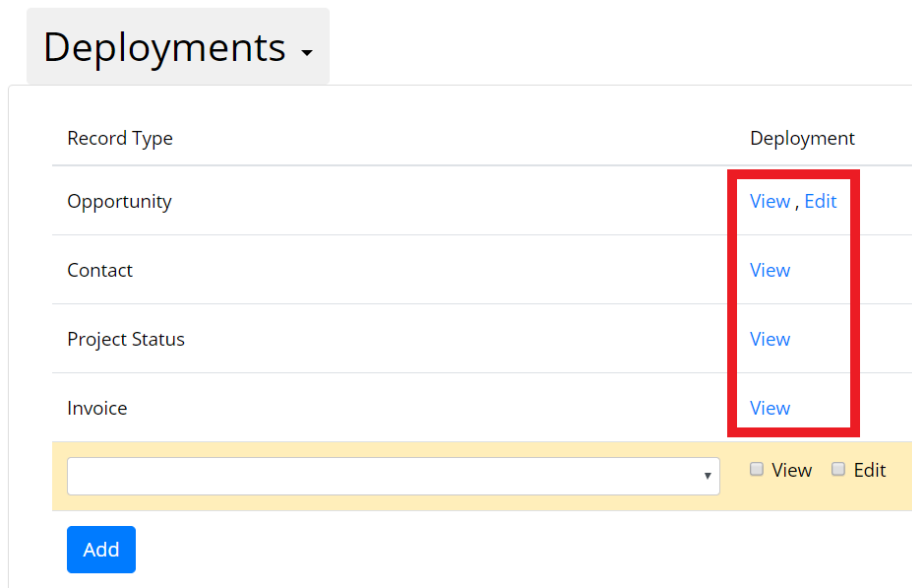 Deployments
Record Type Deployment
Opportunity View , Edit
Contact View
Project Status View
Invoice View
View Edit
Add